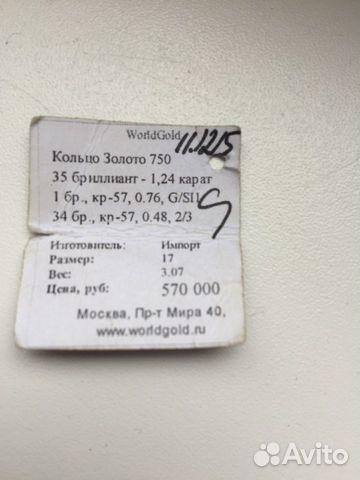 WorldGold 11.1215
Кольцо Золото 750
35 бриллиант - 1,24 карат
1 бр., кр-57, 0.76, G/SI1
34 бр., кр-57, 0.48, 2/3
Изготовитель: Импорт
Размер: 17
Вес: 3.07
Цена, руб: 570 000
Москва, Пр-т Мира 40,
www.worldgold.ru
Avito